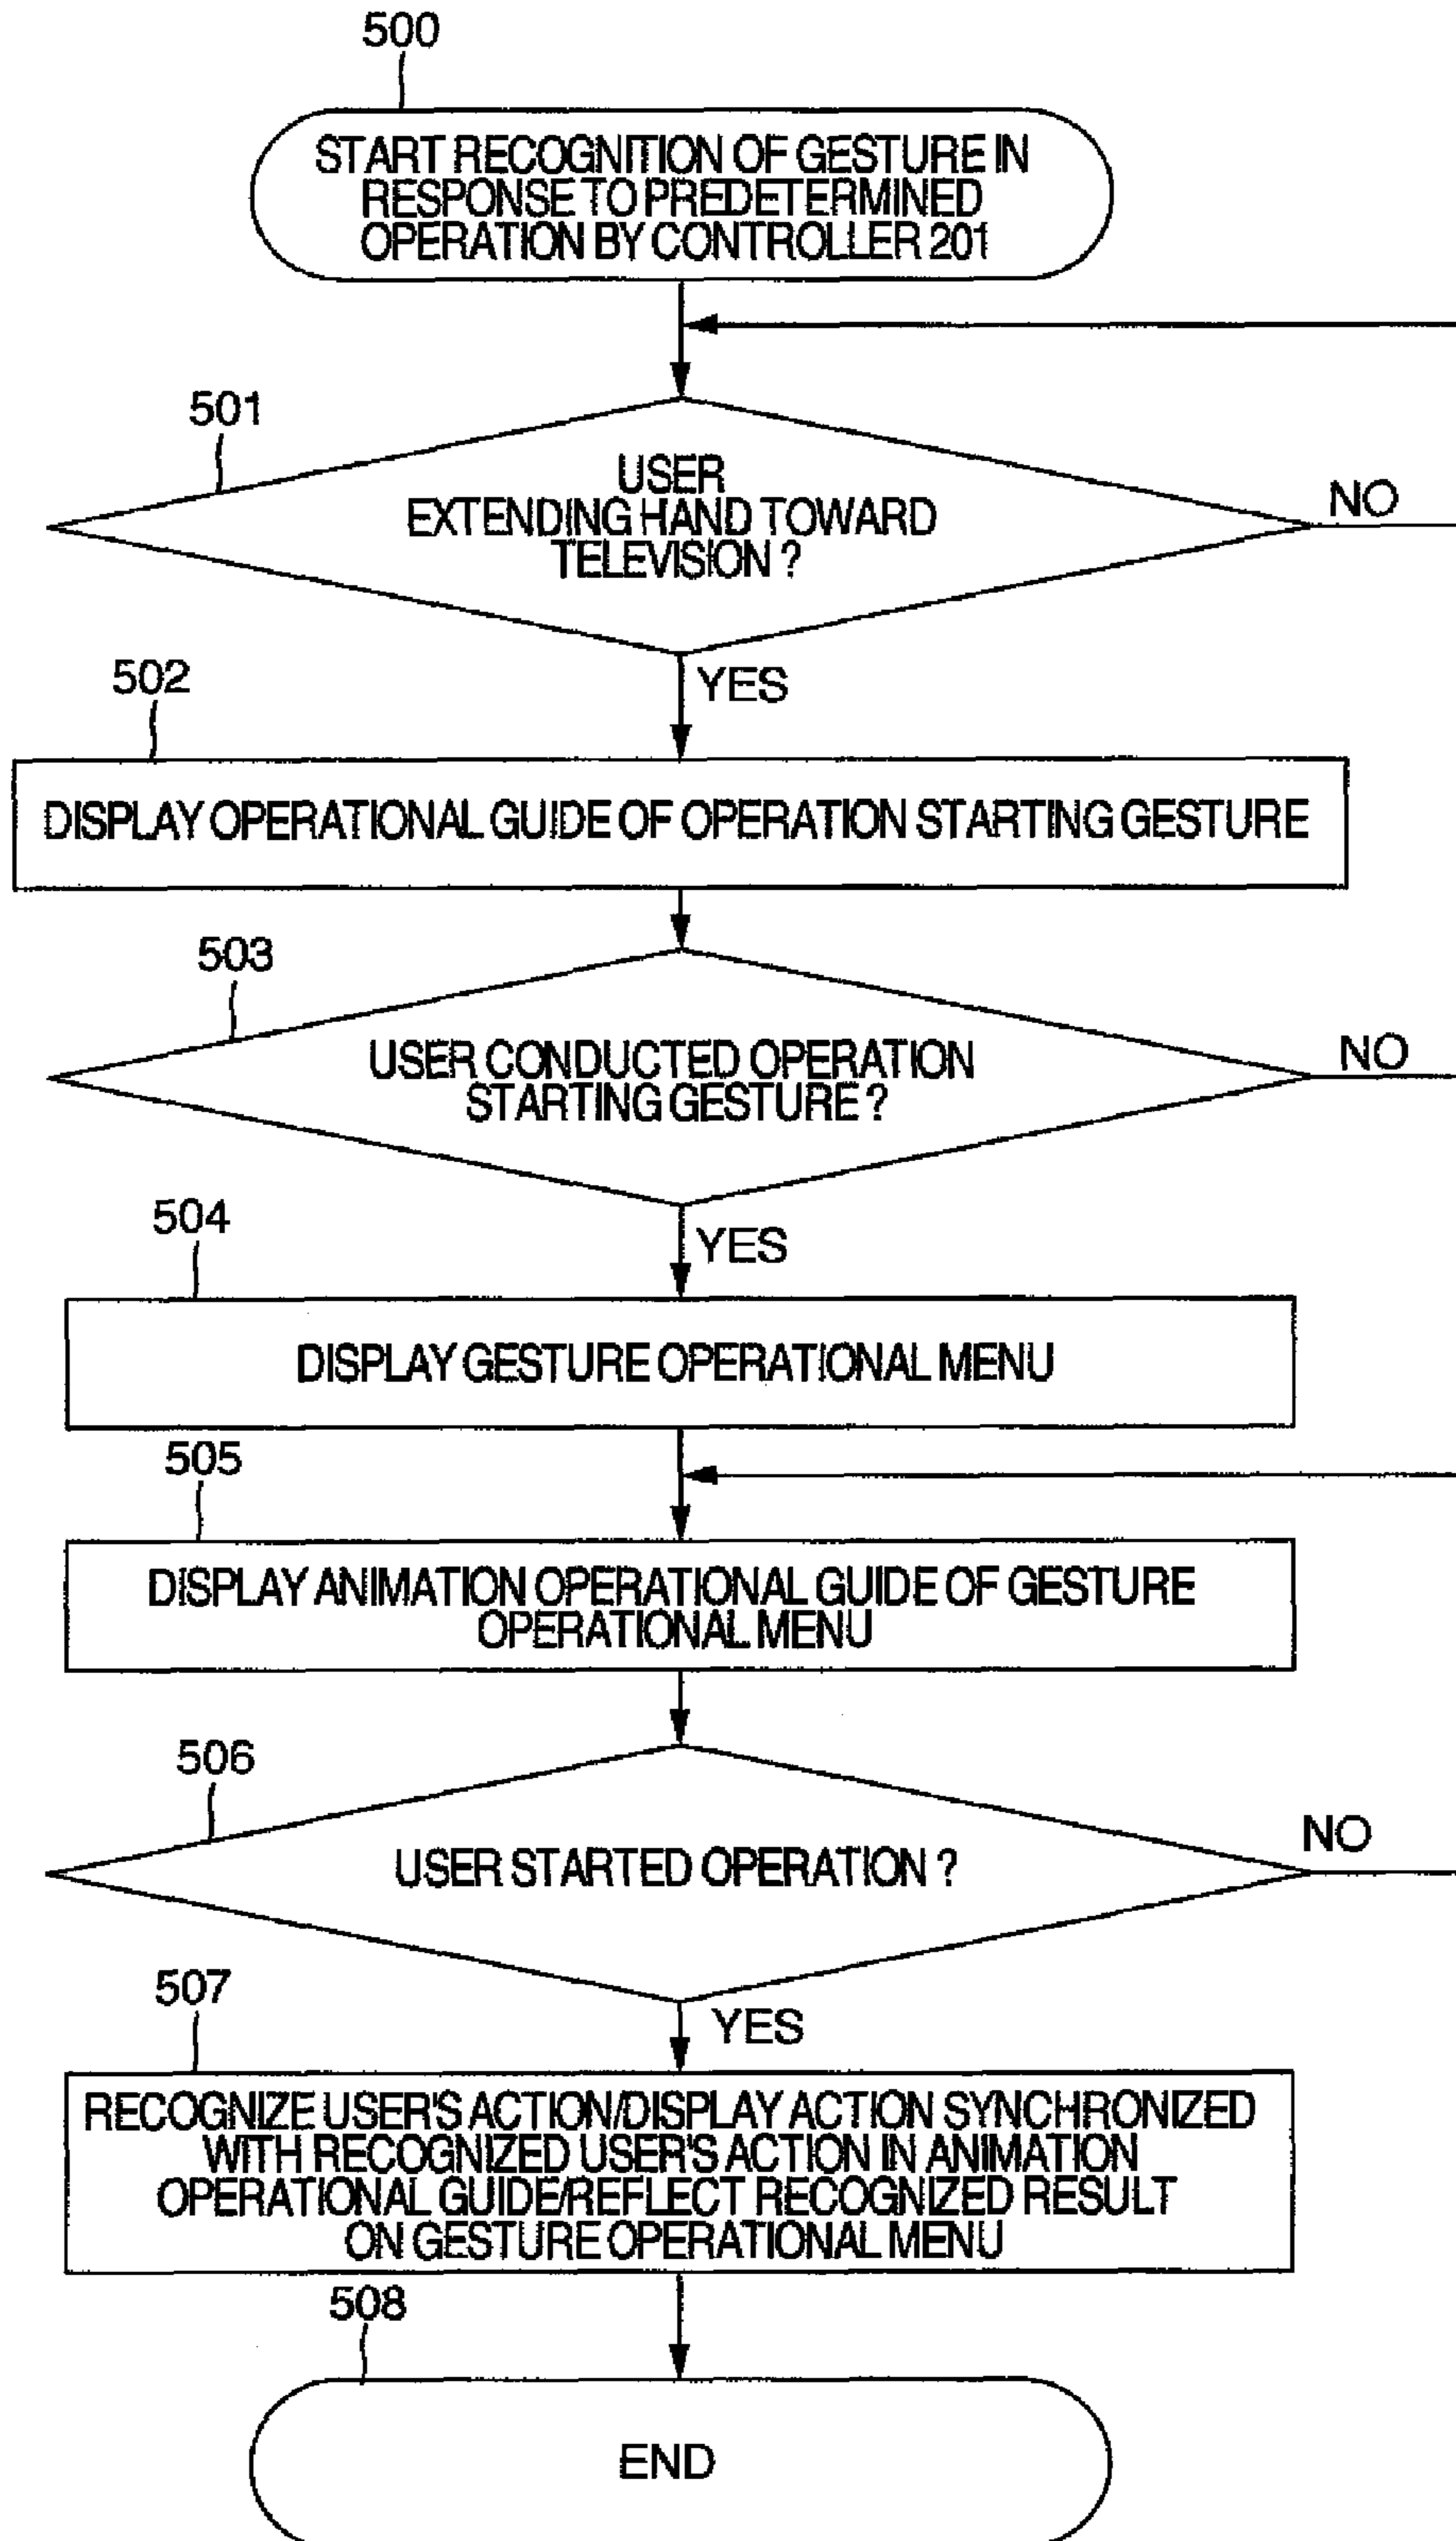 500
START RECOGNITION OF GESTURE IN
RESPONSE TO PREDETERMINED
OPERATION BY CONTROLLER 201
501
USER
EXTENDING HAND TOWARD
TELEVISION ?
NO
YES
502
DISPLAY OPERATIONAL GUIDE OF OPERATION STARTING GESTURE
503
USER CONDUCTED OPERATION
STARTING GESTURE ?
NO
YES
504
DISPLAY GESTURE OPERATIONAL MENU
505
DISPLAY ANIMATION OPERATIONAL GUIDE OF GESTURE
OPERATIONAL MENU
506
USER STARTED OPERATION ?
NO
YES
507
RECOGNIZE USER'S ACTION/DISPLAY ACTION SYNCHRONIZED
WITH RECOGNIZED USER'S ACTION IN ANIMATION
OPERATIONAL GUIDE/REFLECT RECOGNIZED RESULT
ON GESTURE OPERATIONAL MENU
508
END